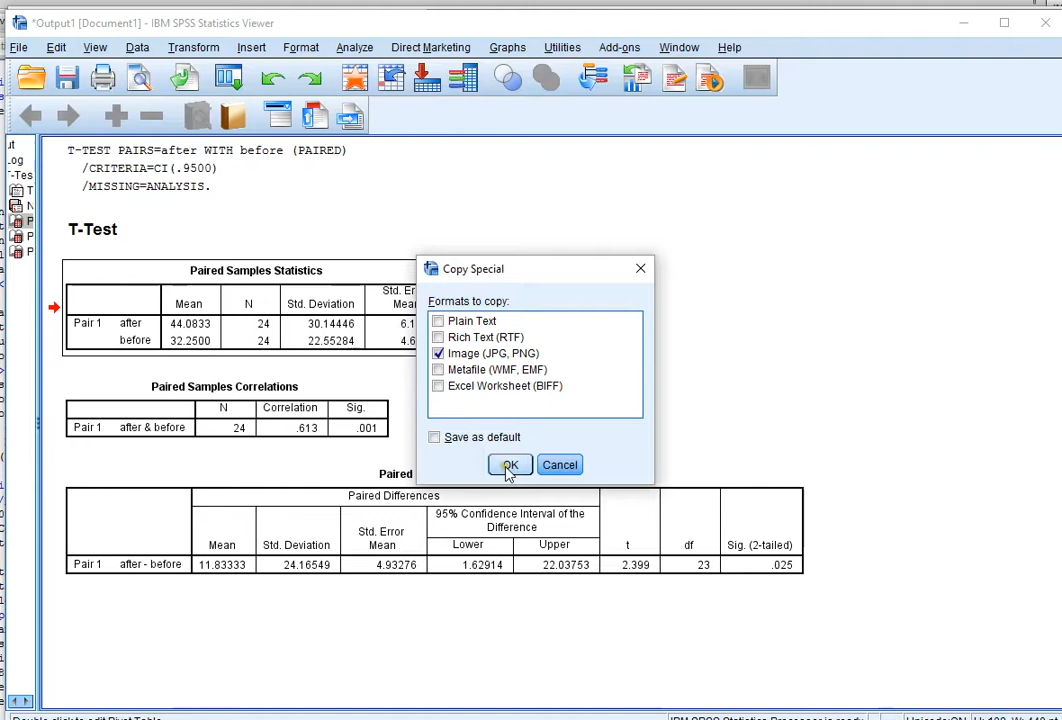 *Output1 [Document1] - IBM SPSS Statistics Viewer
File Edit View Data Transform Insert Format Analyze Direct Marketing Graphs Utilities Add-ons Window Help
T-TEST PAIRS=after WITH before (PAIRED)
/CRITERIA=CI(.9500)
/MISSING=ANALYSIS.
T-Test
Paired Samples Statistics
Mean N Std. Deviation
Pair 1 after 44.0833 24 30.14446
before 32.2500 24 22.55284
Paired Samples Correlations
N Correlation Sig.
Pair 1 after & before 24 .613 .001
Copy Special
Formats to copy:
Plain Text
Rich Text (RTF)
Image (JPG, PNG)
Metafile (WMF, EMF)
Excel Worksheet (BIFF)
Save as default
OK Cancel
Paired
Paired Differences
95% Confidence Interval of the
Difference
Std. Error
Mean Std. Deviation Mean Lower Upper t df Sig. (2-tailed)
Pair 1 after - before 11.83333 24.16549 4.93276 1.62914 22.03753 2.399 23 .025